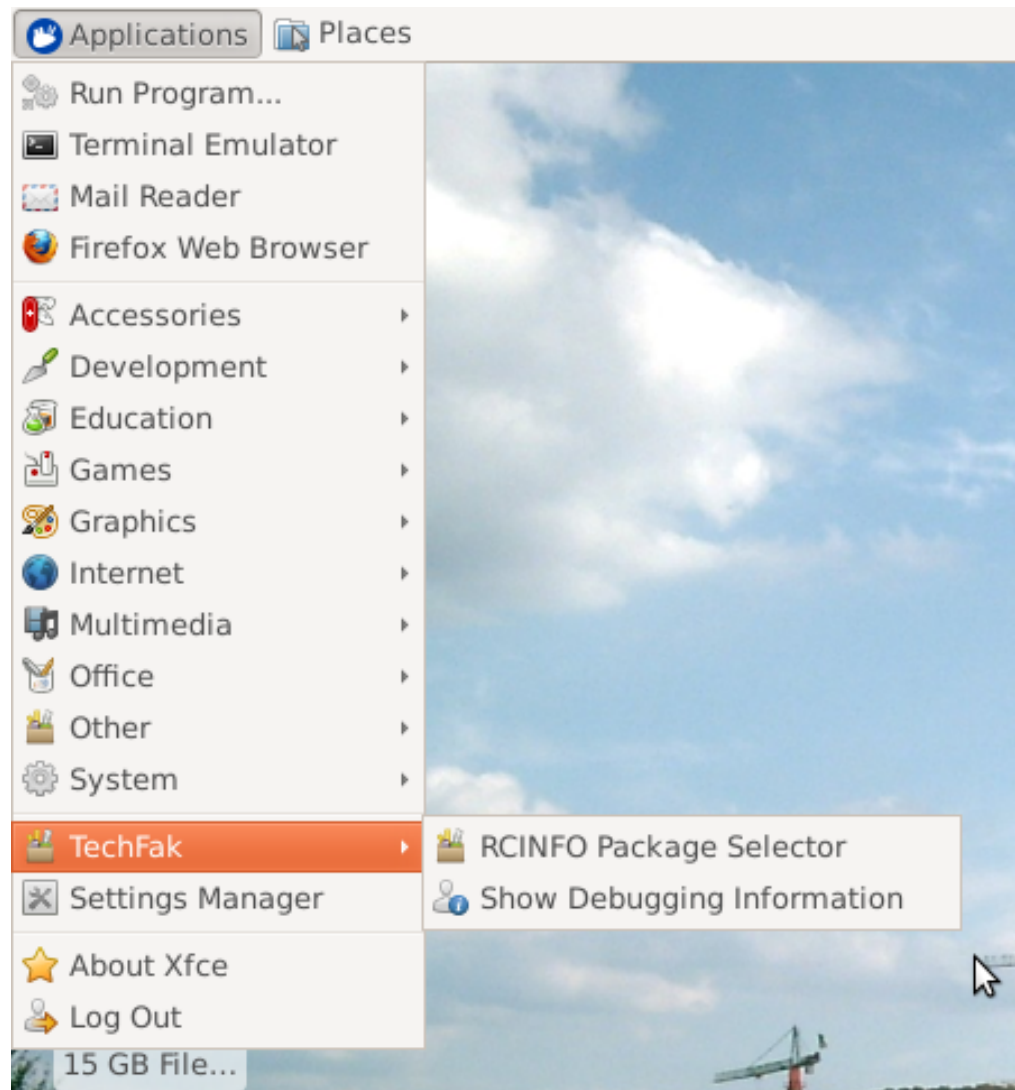 Applications Places
Run Program...
Terminal Emulator
Mail Reader
Firefox Web Browser
Accessories
Development
Education
Games
Graphics
Internet
Multimedia
Office
Other
System
TechFak
RCINFO Package Selector
Settings Manager
Show Debugging Information
About Xfce
Log Out
15 GB File...